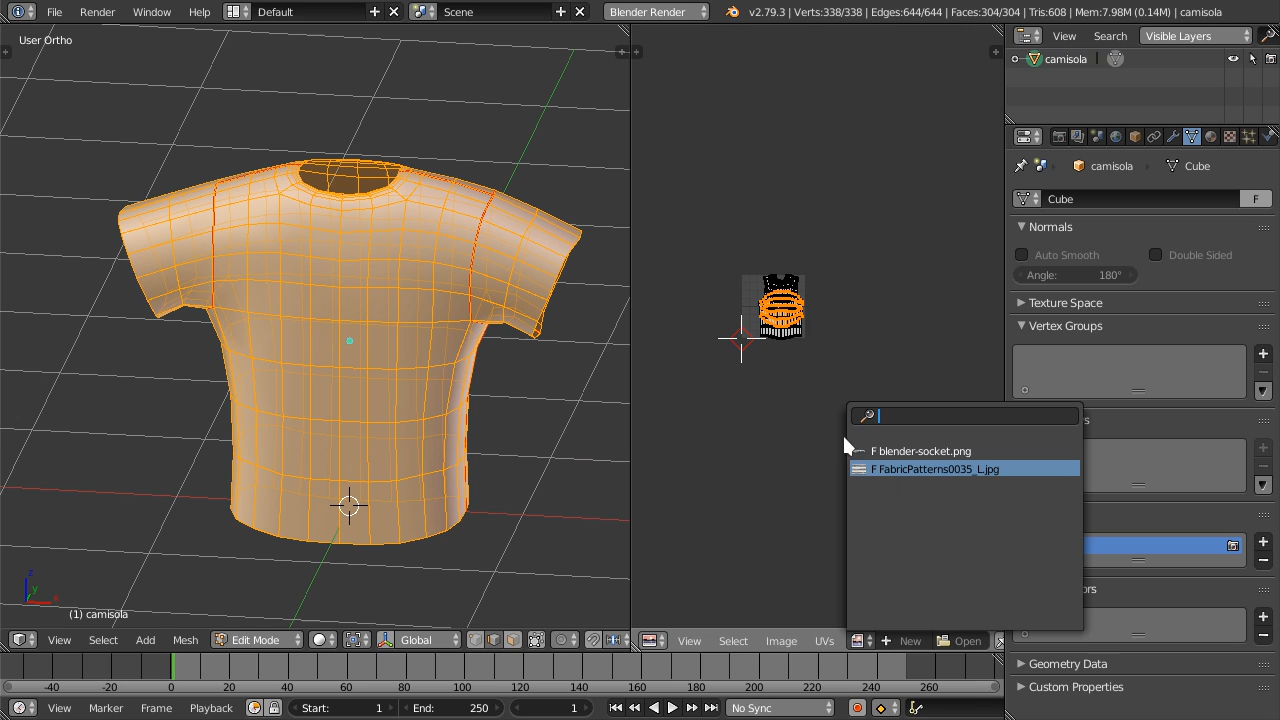 File Render Window Help Default Scene Blender Render v2.79.3 | Verts:338/338 | Edges:644/644 | Faces:304/304 | Tris:608 | Mem:7.98M (0.14M) | camisola
User Ortho
View Search Visible Layers
camisola
camisola Cube
Cube F
Normals
Auto Smooth Double Sided
Angle: 180°
Texture Space
Vertex Groups
s
F blender-socket.png
F FabricPatterns0035_L.jpg
ors
z
y
x
(1) camisola
View Select Add Mesh Edit Mode Global
View Select Image UVs New Open
Geometry Data
Custom Properties
-40 -20 0 20 40 60 80 100 120 140 160 180 200 220 240 260
View Marker Frame Playback Start: 1 End: 250 1 No Sync